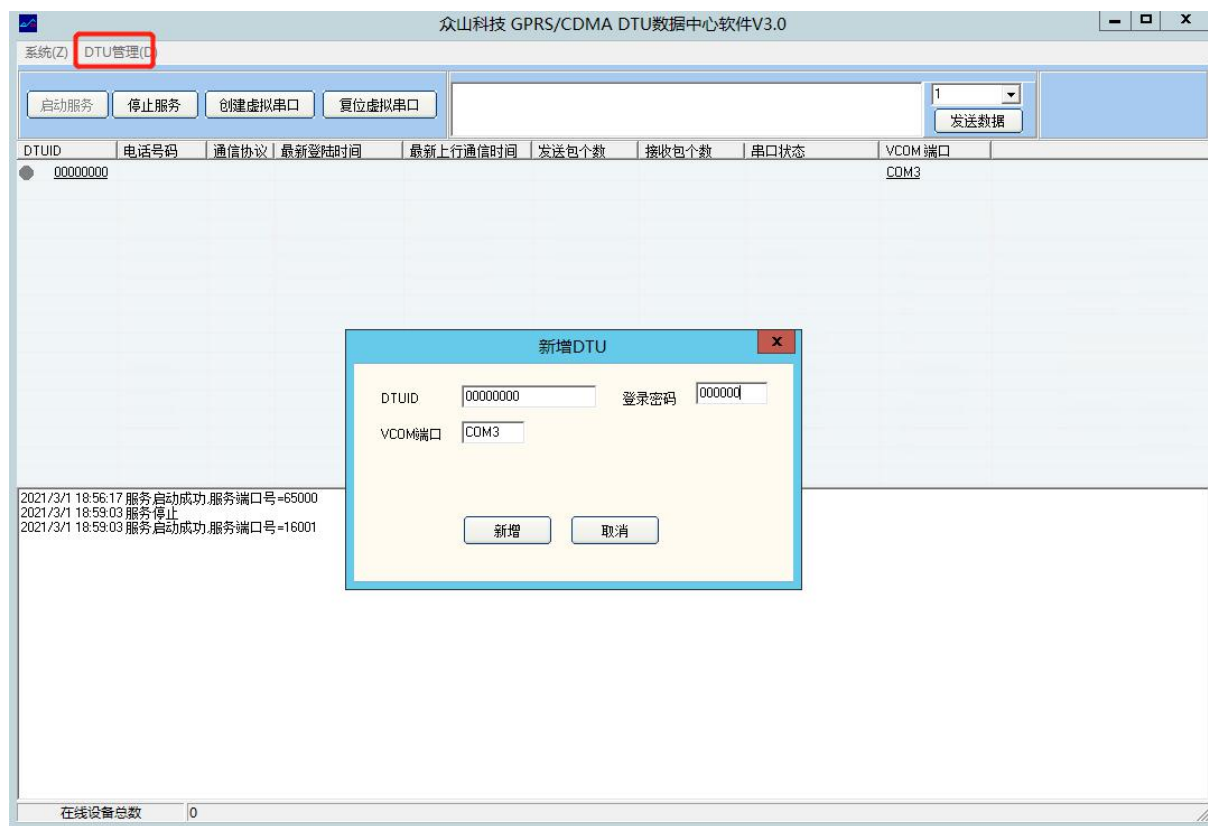 众山科技 GPRS/CDMA DTU数据中心软件V3.0
系统(Z) DTU管理(D)
启动服务 停止服务 创建虚拟串口 复位虚拟串口 1
发送数据
DTUID 电话号码 通信协议 最新登陆时间 最新上行通信时间 发送包个数 接收包个数 串口状态 VCOM 端口
00000000 COM3
新增DTU
DTUID 00000000 登录密码 000000
VCOM端口 COM3
新增 取消
2021/3/1 18:56:17 服务启动成功.服务端口号=65000
2021/3/1 18:59:03 服务停止
2021/3/1 18:59:03 服务启动成功.服务端口号=16001
在线设备总数 0